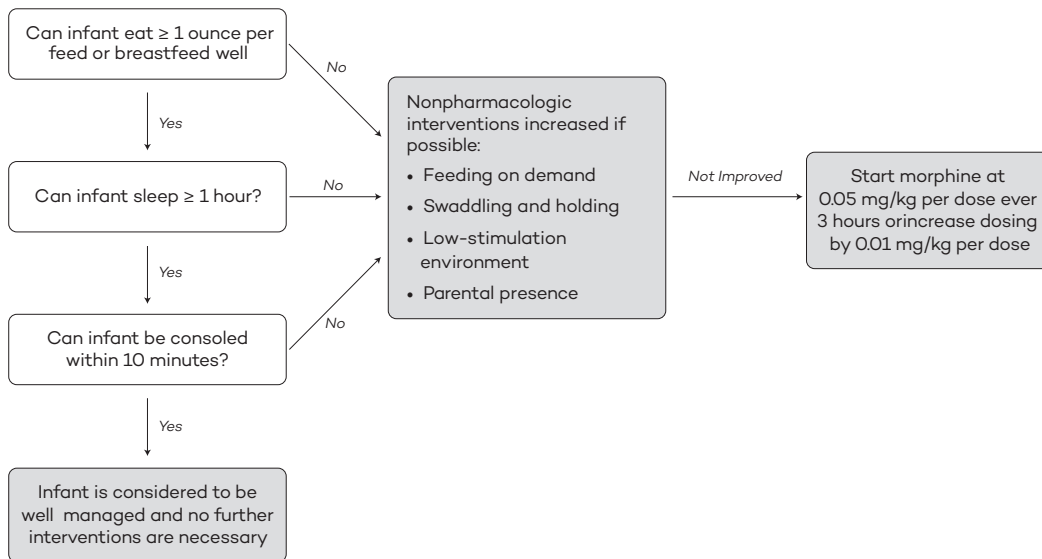 Can infant eat ≥ 1 ounce per
feed or breastfeed well
No
Yes
Can infant sleep ≥ 1 hour?
No
Yes
Can infant be consoled
within 10 minutes?
No
Yes
Infant is considered to be
well managed and no further
interventions are necessary
Nonpharmacologic
interventions increased if
possible:
• Feeding on demand
• Swaddling and holding
• Low-stimulation
environment
• Parental presence
Not Improved
Start morphine at
0.05 mg/kg per dose ever
3 hours orincrease dosing
by 0.01 mg/kg per dose